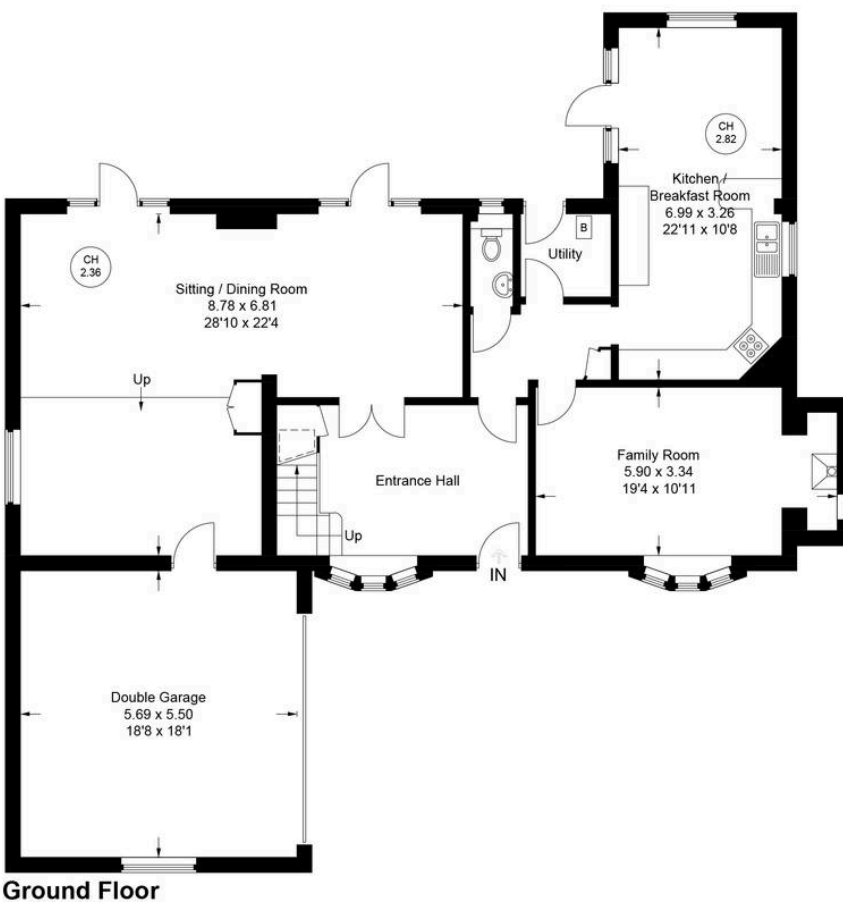 CH
2.82
Kitchen /
Breakfast Room
6.99 x 3.26
22'11 x 10'8
B
Utility
CH
2.36
Sitting / Dining Room
8.78 x 6.81
28'10 x 22'4
Up
Family Room
5.90 x 3.34
19'4 x 10'11
Entrance Hall
Up
IN
Double Garage
5.69 x 5.50
18'8 x 18'1
Ground Floor